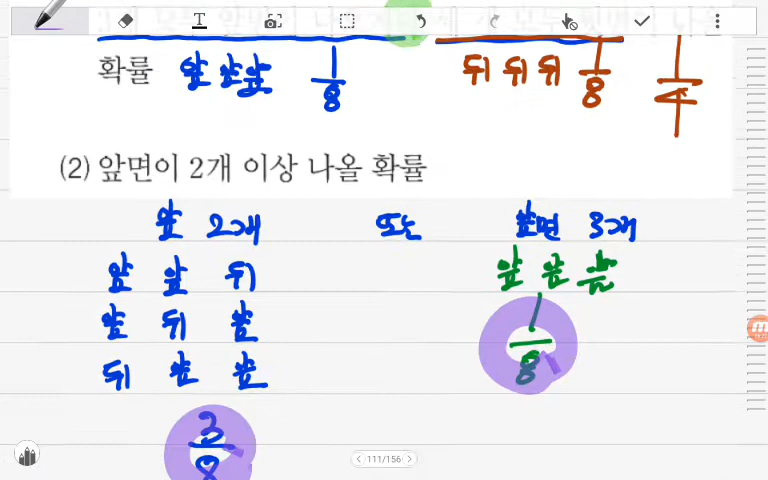 확률 앞 앞 앞 1/8 뒤 뒤 뒤 1/8 1/4
(2) 앞면이 2개 이상 나올 확률
앞 2개 또는 앞면 3개
앞 앞 뒤 앞 앞 앞
앞 뒤 앞
뒤 앞 앞
1/8
3/8
111/156